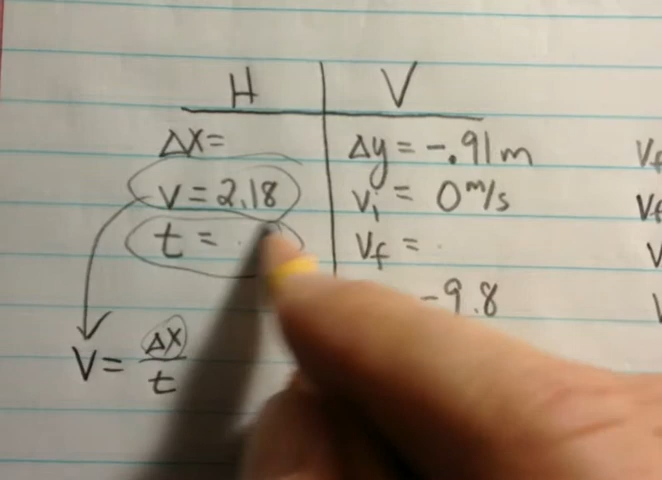 H V
ΔX= Δy = -.91m
v = 2.18 Vi = 0 m/s
t = . Vf = .
-9.8
V = ΔX/t